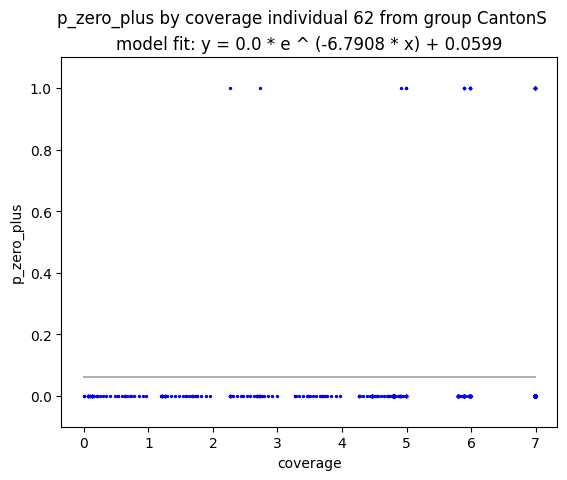 p_zero_plus by coverage individual 62 from group CantonS
model fit: y = 0.0 * e ^ (-6.7908 * x) + 0.0599
1.0
0.8
0.6
0.4
0.2
0.0
p_zero_plus
0 1 2 3 4 5 6 7
coverage